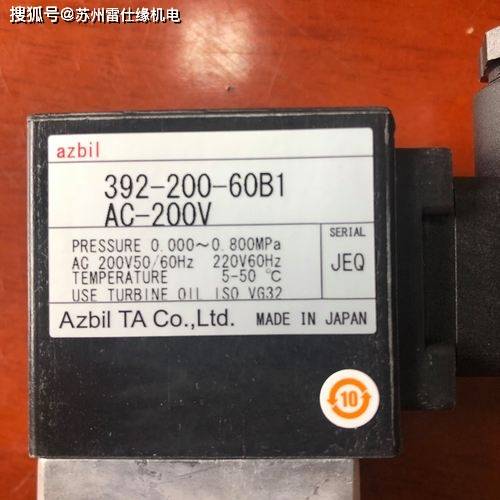 搜狐号@苏州雷仕缘机电
azbil
392-200-60B1
AC-200V
PRESSURE 0.000～0.800MPa
AC 200V50/60Hz 220V60Hz
TEMPERATURE 5-50 ℃
USE TURBINE OIL ISO VG32
SERIAL
JEQ
Azbil TA Co.,Ltd. MADE IN JAPAN
10